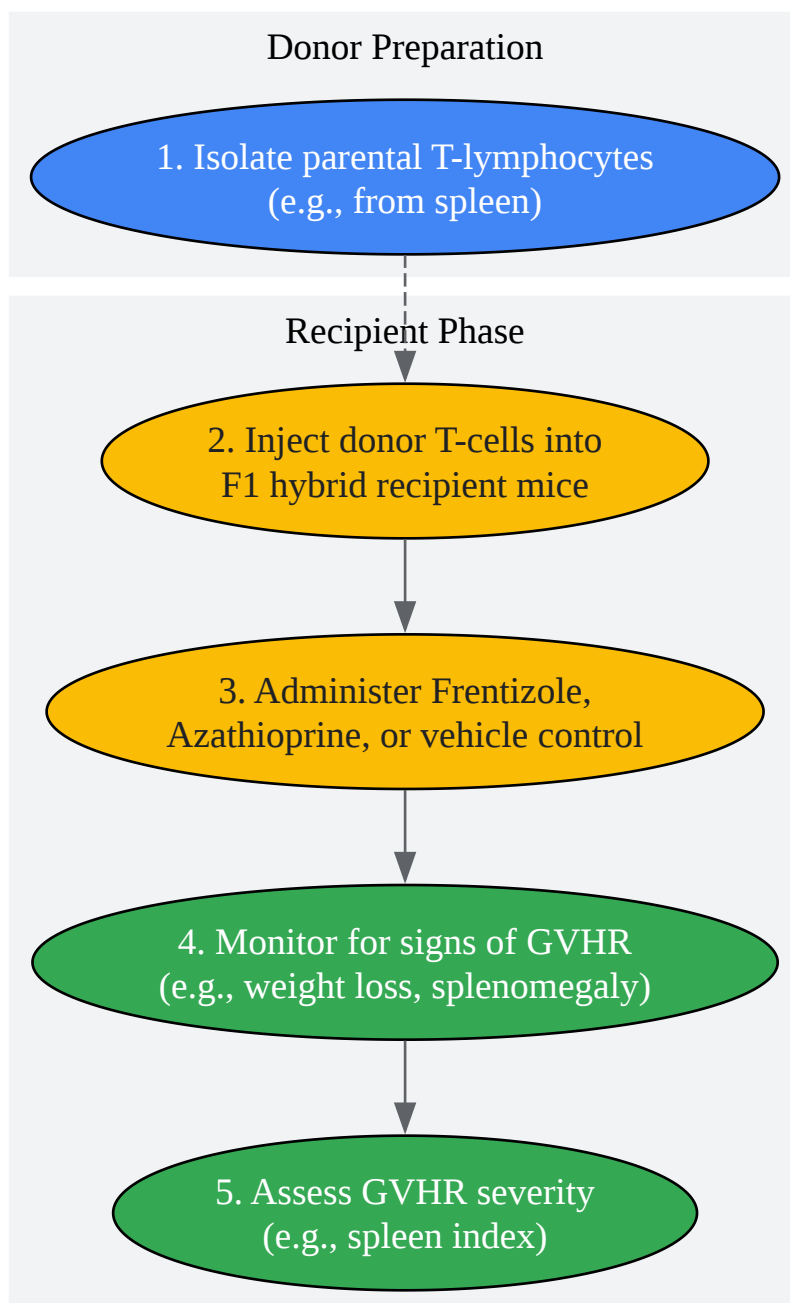 Donor Preparation
1. Isolate parental T-lymphocytes
(e.g., from spleen)
Recipient Phase
2. Inject donor T-cells into
F1 hybrid recipient mice
3. Administer Frentizole,
Azathioprine, or vehicle control
4. Monitor for signs of GVHR
(e.g., weight loss, splenomegaly)
5. Assess GVHR severity
(e.g., spleen index)